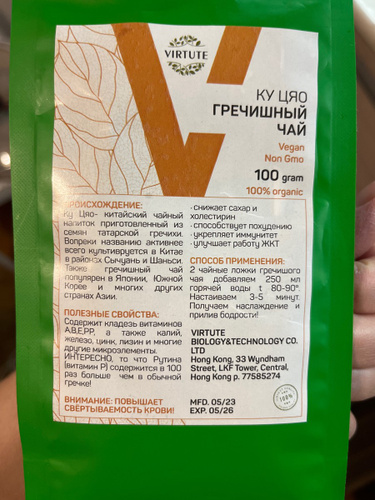 VIRTUTE
КУ ЦЯО
ГРЕЧИШНЫЙ
ЧАЙ
Vegan
Non Gmo
100 gram
100% organic
ПРОИСХОЖДЕНИЕ:
Ку Цяо- китайский чайный
напиток приготовленный из
семян татарской гречихи.
Вопреки названию активнее
всего культивируется в Китае
в районах Сычуань и Шаньси.
Также гречишный чай
популярен в Японии, Южной
Корее и многих других
странах Азии.
ПОЛЕЗНЫЕ СВОЙСТВА:
Содержит кладезь витаминов
A,B,E,PP, а также калий,
железо, цинк, лизин и многие
другие микроэлементы.
ИНТЕРЕСНО, то что Рутина
(витамин P) содержится в 100
раз больше чем в обычной
гречке!
ВНИМАНИЕ: ПОВЫШАЕТ
СВЁРТЫВАЕМОСТЬ КРОВИ!
· снижает сахар и
холестирин
· способствует похудению
· укрепляет иммунитет
· улучшает работу ЖКТ
СПОСОБ ПРИМЕНЕНИЯ:
2 чайные ложки гречишого
чая добавляем 250 мл
горячей воды t 80-90°.
Настаиваем 3-5 минут.
Получаем наслаждение и
прилив бодрости!
VIRTUTE
BIOLOGY&TECHNOLOGY CO.
LTD
Hong Kong, 33 Wyndham
Street, LKF Tower, Central,
Hong Kong p. 77585274
MFD. 05/23
EXP. 05/26
100%